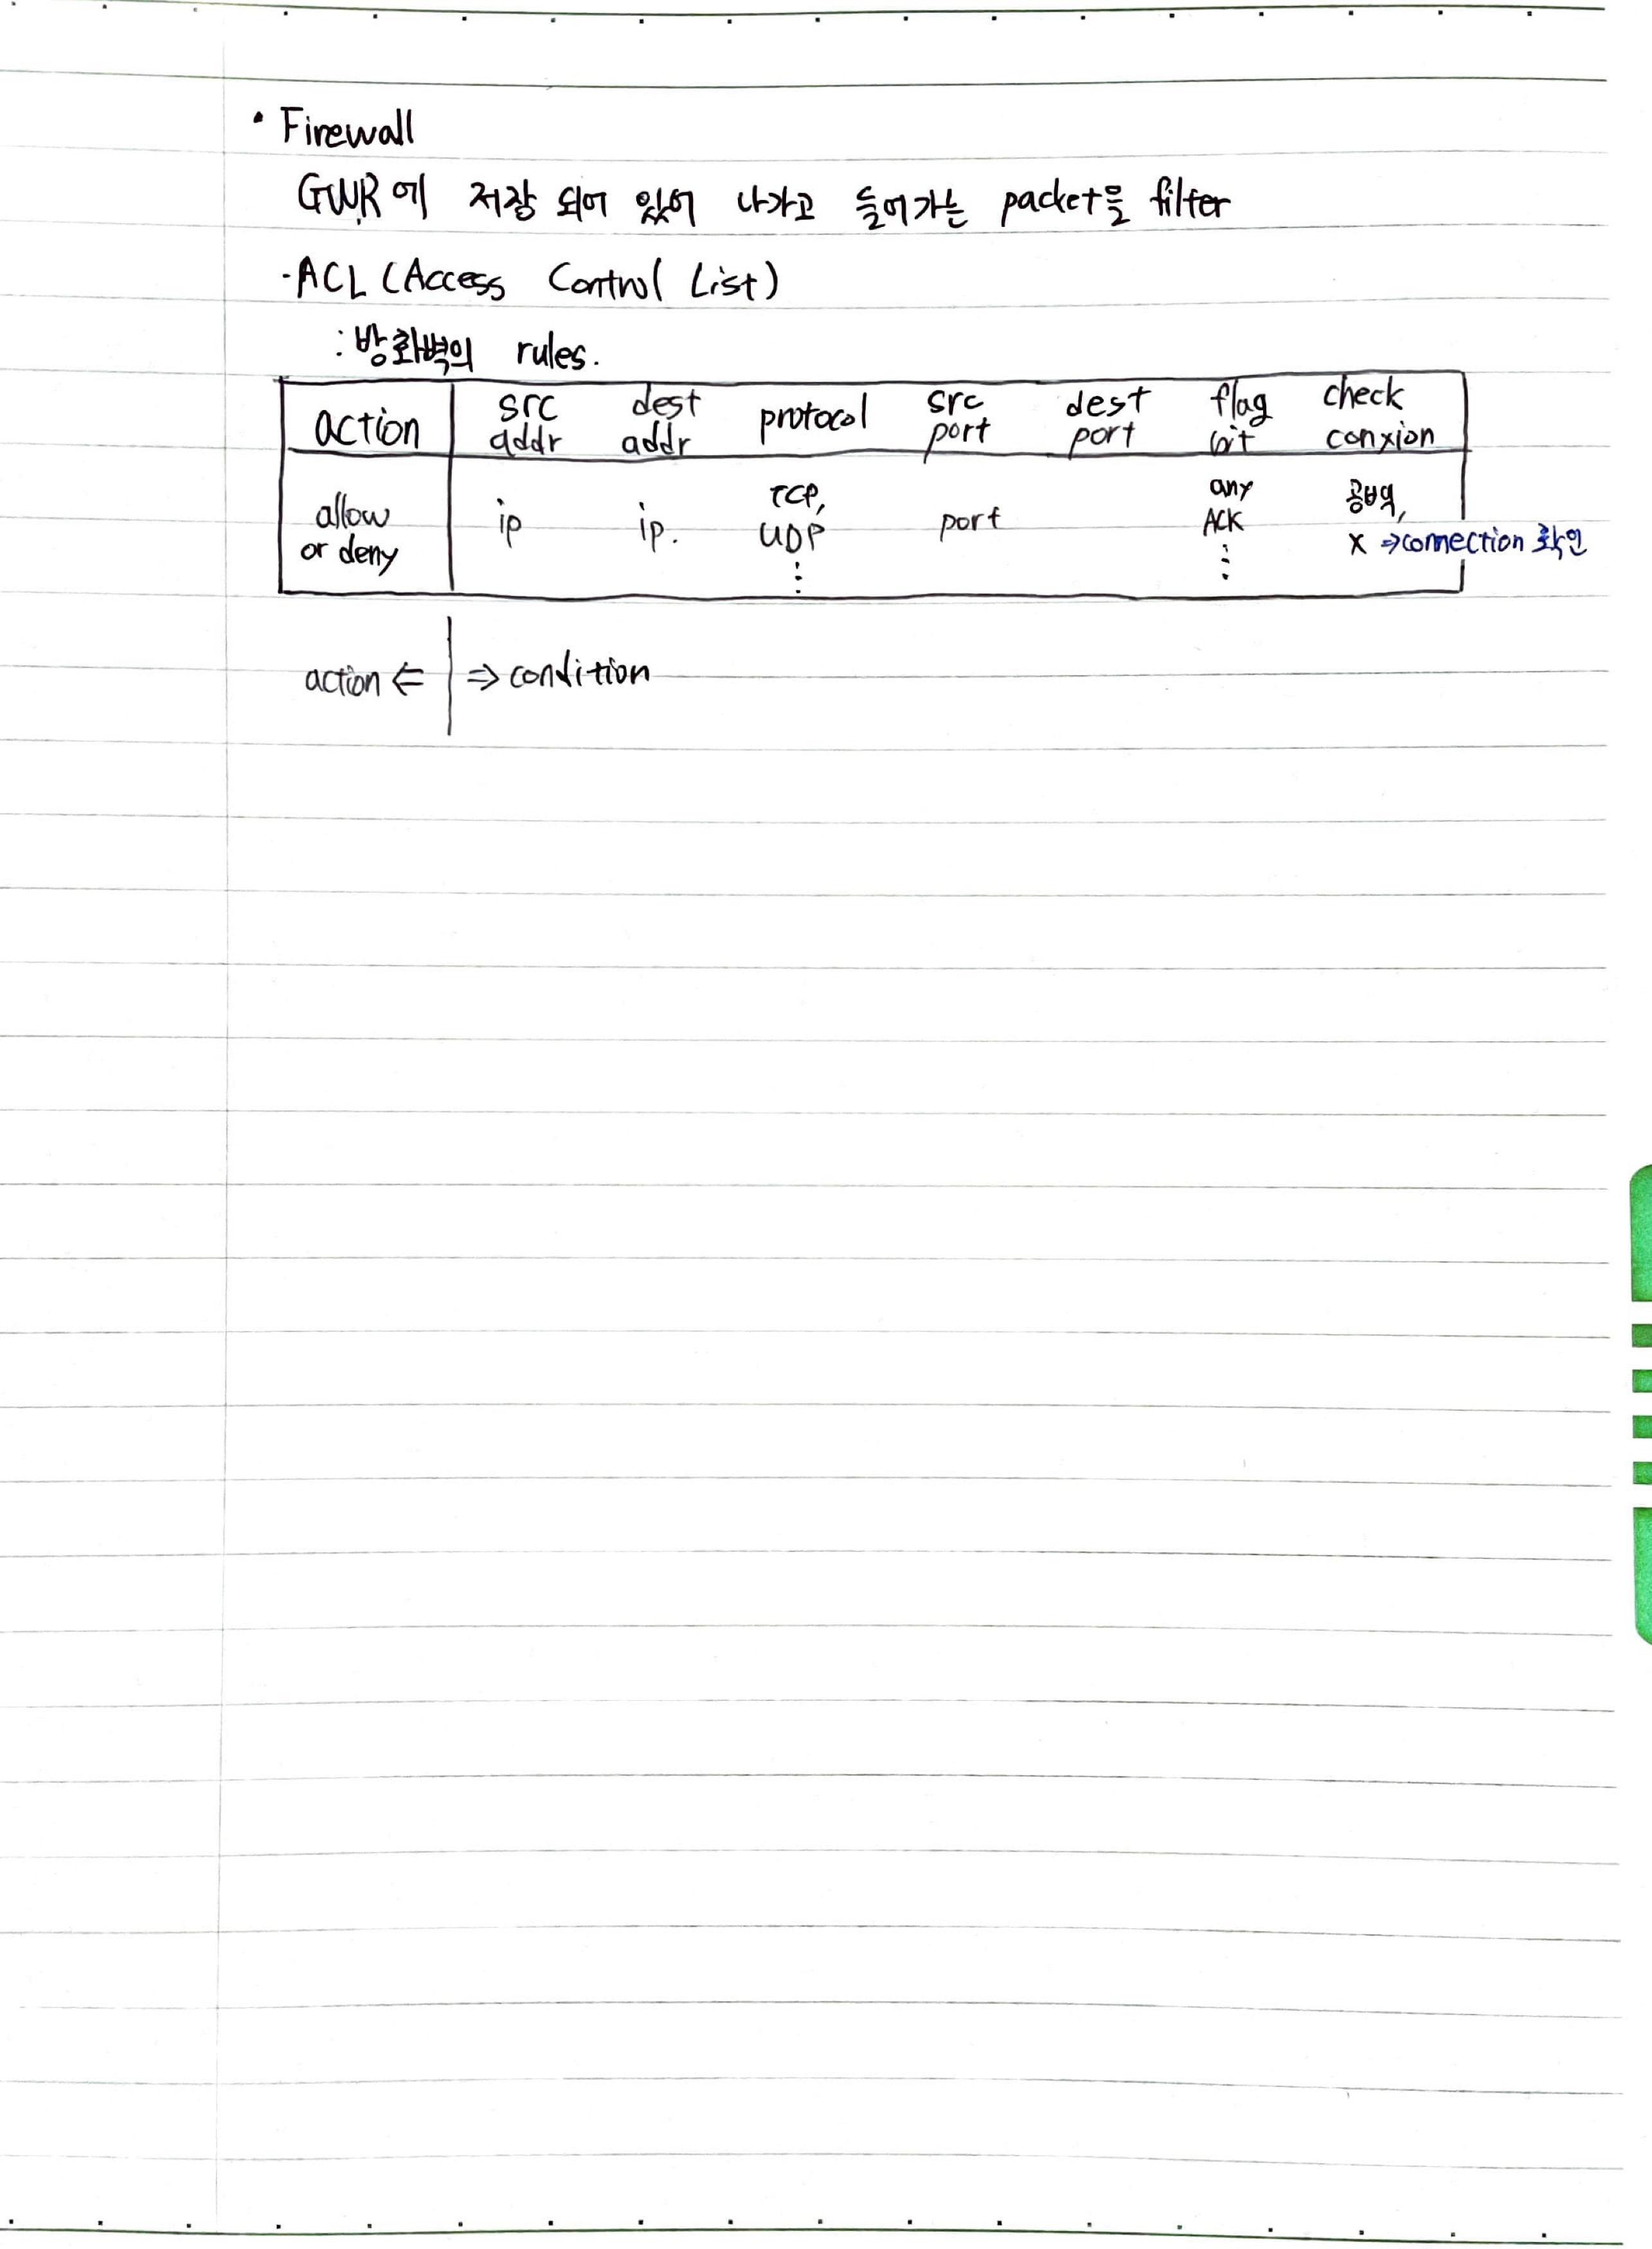 • Firewall
GWR에 저장 되어 있어 나가고 들어가는 packet을 filter
-ACL (Access Control List)
:방화벽의 rules.
action src addr dest addr protocol src port dest port flag bit check conxion
allow or deny ip ip. TCP, UDP ⋮ port any ACK ⋮ 공백, x ⇒connection 확인
action ⇐ ⇒ condition